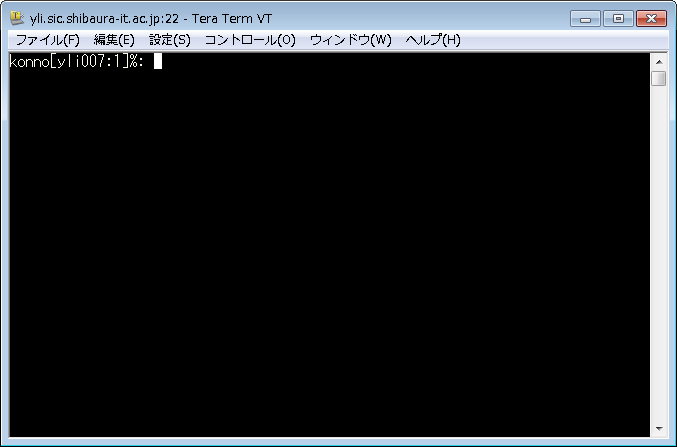 yli.sic.shibaura-it.ac.jp:22 - Tera Term VT
ファイル(F) 編集(E) 設定(S) コントロール(O) ウィンドウ(W) ヘルプ(H)
konno[yli007:1]%: